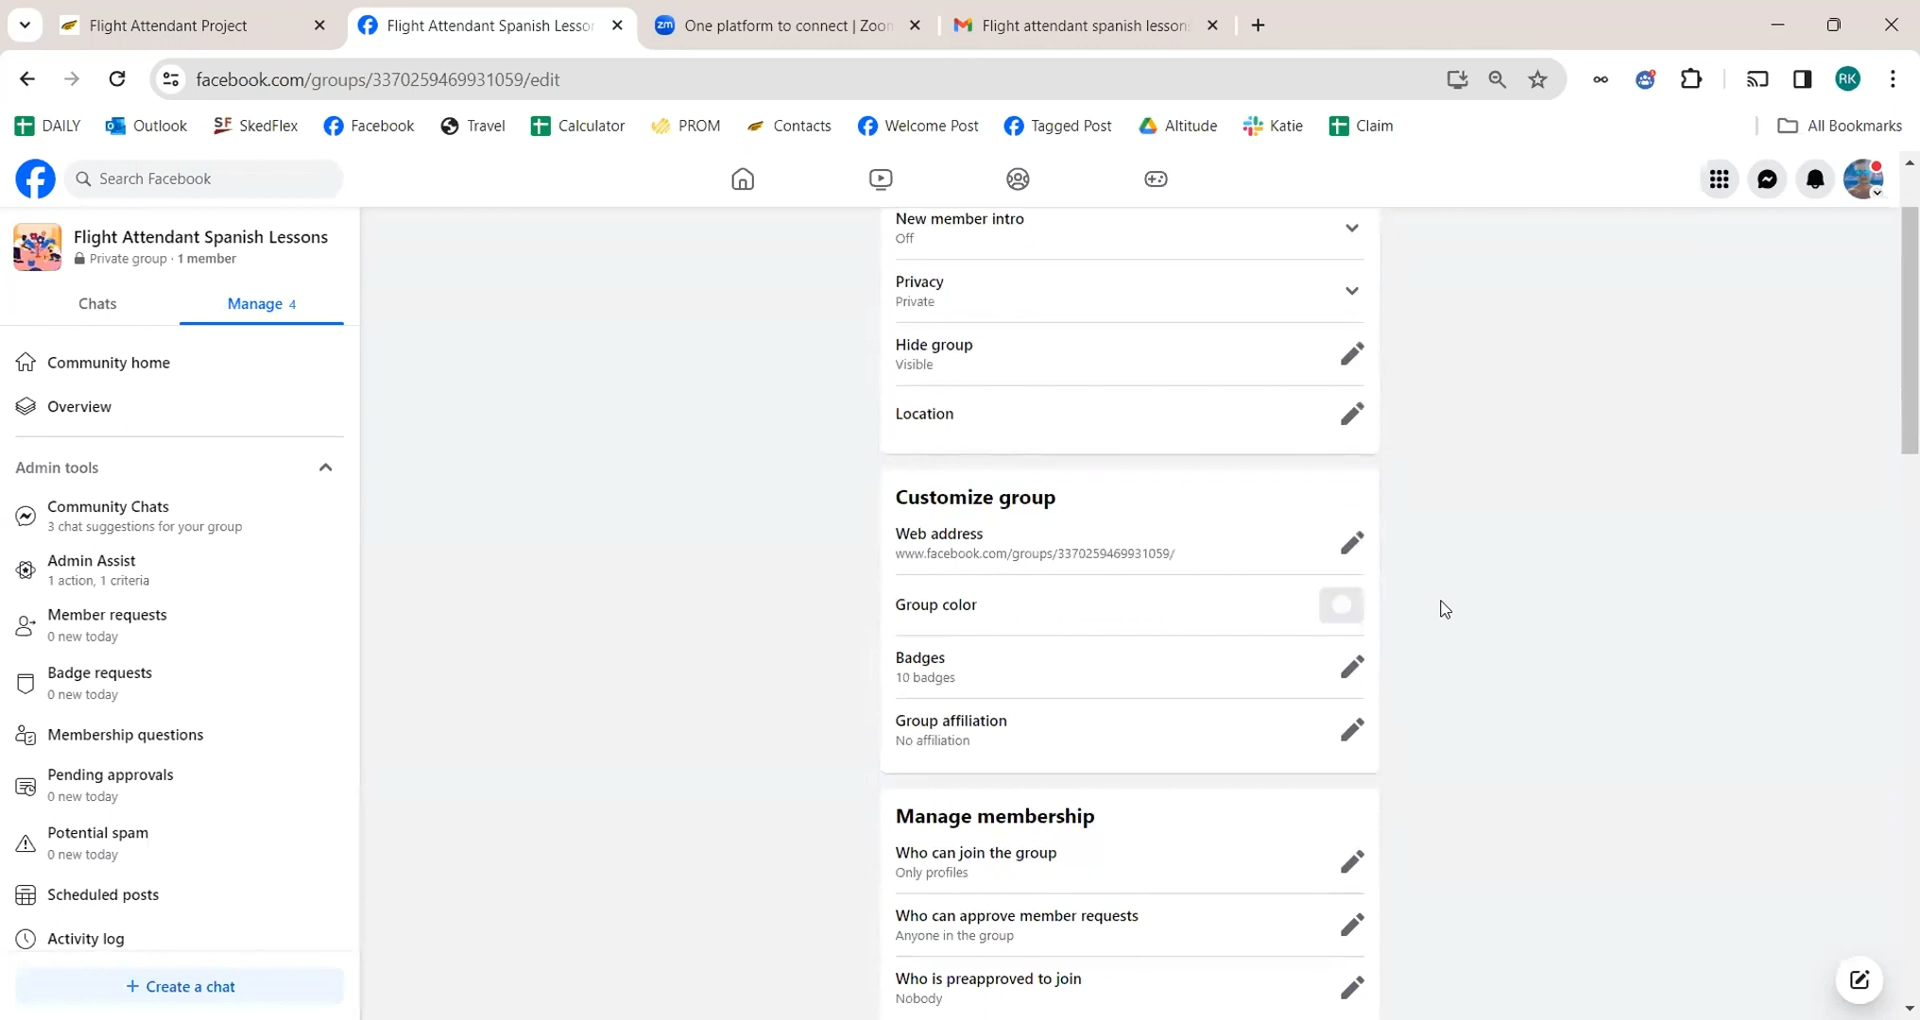 Flight Attendant Project
Flight Attendant Spanish Lesso
zm One platform to connect | Zoo
Flight attendant spanish lesson
facebook.com/groups/3370259469931059/edit
RK
DAILY
Outlook
SF SkedFlex
Facebook
Travel
Calculator
PROM
Contacts
Welcome Post
Tagged Post
Altitude
Katie
Claim
All Bookmarks
Search Facebook
Flight Attendant Spanish Lessons
Private group · 1 member
Chats
Manage 4
Community home
Overview
Admin tools
Community Chats
3 chat suggestions for your group
Admin Assist
1 action, 1 criteria
Member requests
0 new today
Badge requests
0 new today
Membership questions
Pending approvals
0 new today
Potential spam
0 new today
Scheduled posts
Activity log
+ Create a chat
New member intro
Off
Privacy
Private
Hide group
Visible
Location
Customize group
Web address
www.facebook.com/groups/3370259469931059/
Group color
Badges
10 badges
Group affiliation
No affiliation
Manage membership
Who can join the group
Only profiles
Who can approve member requests
Anyone in the group
Who is preapproved to join
Nobody